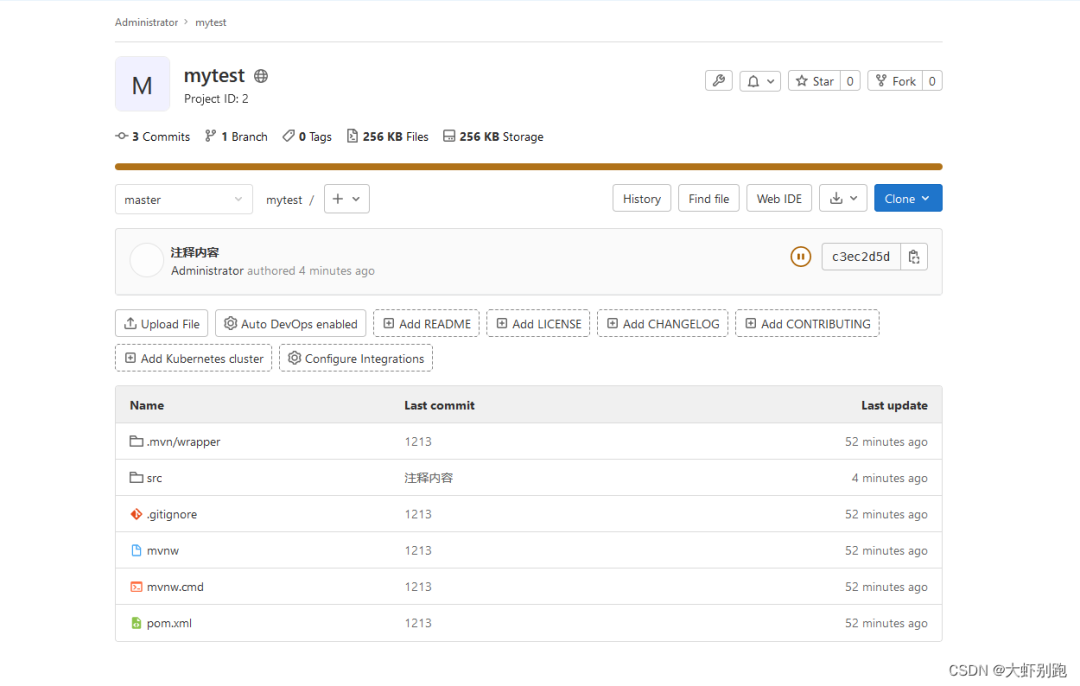 Administrator > mytest
M
mytest
Project ID: 2
Star 0 Fork 0
3 Commits 1 Branch 0 Tags 256 KB Files 256 KB Storage
master mytest / + History Find file Web IDE Clone
注释内容
Administrator authored 4 minutes ago
c3ec2d5d
Upload File Auto DevOps enabled Add README Add LICENSE Add CHANGELOG Add CONTRIBUTING
Add Kubernetes cluster Configure Integrations
Name Last commit Last update
.mvn/wrapper 1213 52 minutes ago
src 注释内容 4 minutes ago
.gitignore 1213 52 minutes ago
mvnw 1213 52 minutes ago
mvnw.cmd 1213 52 minutes ago
pom.xml 1213 52 minutes ago
CSDN @大虾别跑